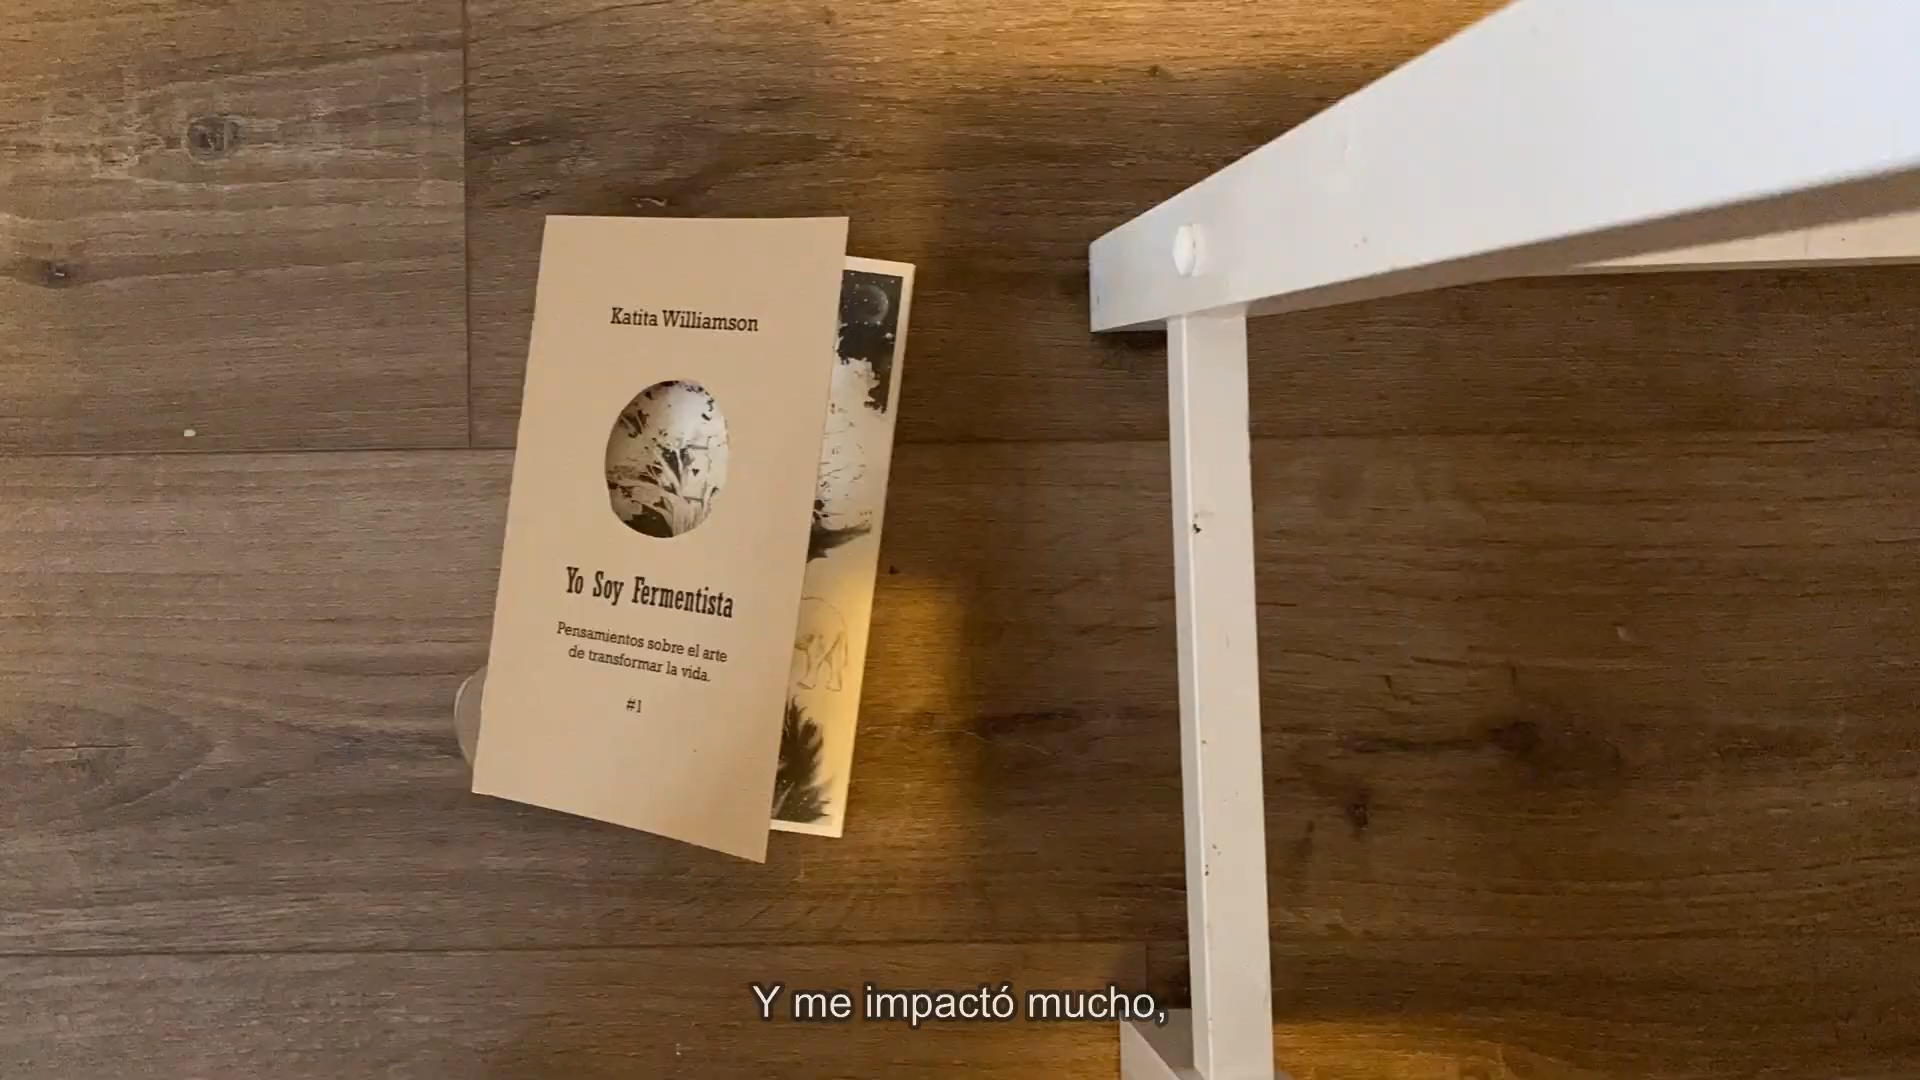 Katita Williamson
Yo Soy Fermentista
Pensamientos sobre el arte
de transformar la vida.
#1
Y me impactó mucho,